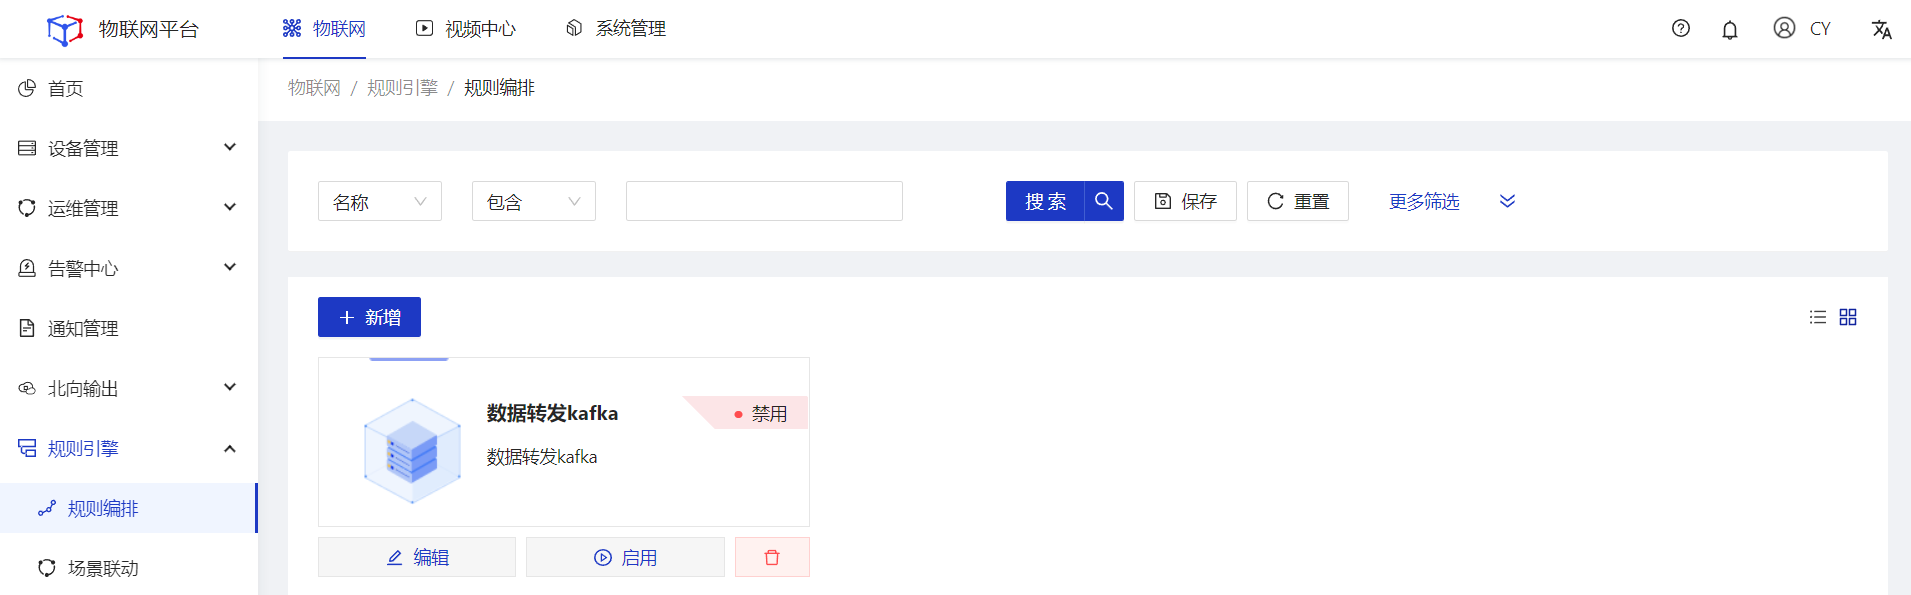 物联网平台 物联网 视频中心 系统管理 CY
首页
设备管理
运维管理
告警中心
通知管理
北向输出
规则引擎
规则编排
场景联动
物联网 / 规则引擎 / 规则编排
名称 包含 搜索 保存 重置 更多筛选
新增
数据转发kafka
禁用
数据转发kafka
编辑 启用